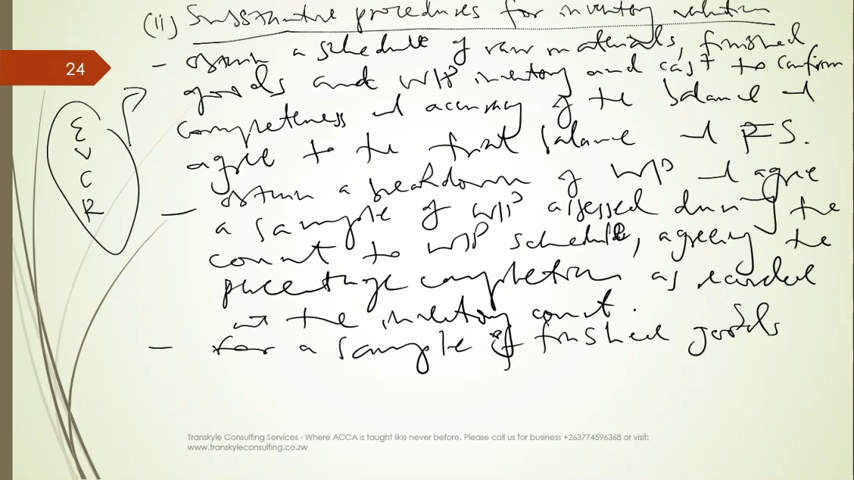 (ii) Substantive procedures for inventory valuation
24
- obtain a schedule of raw materials, finished
goods and WIP inventory and cast to confirm
completeness and accuracy of the balance and
agree to the trial balance and FS.
E
V
C
R
- obtain a breakdown of WIP and agree
a sample of WIP assessed during the
count to WIP schedule, agreeing the
percentage completion as recorded
at the inventory count.
- for a sample of finished goods
Transkyle Consulting Services - Where ACCA is taught like never before. Please call us for business +263774596368 or visit:
www.transkyleconsulting.co.zw